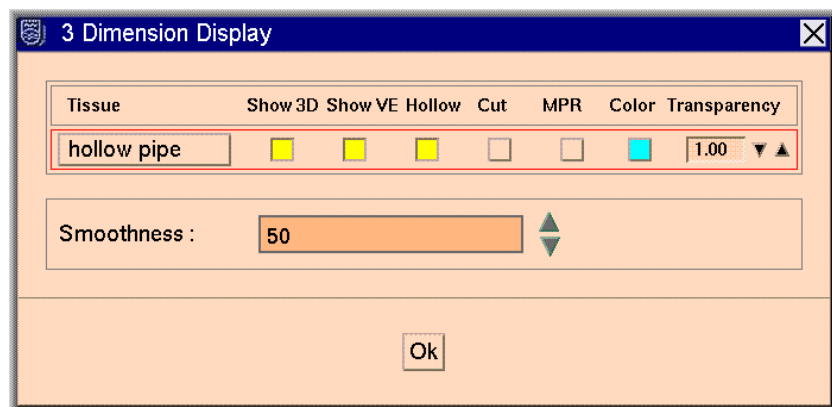 3 Dimension Display
Tissue Show 3D Show VE Hollow Cut MPR Color Transparency
hollow pipe 1.00
Smoothness : 50
Ok